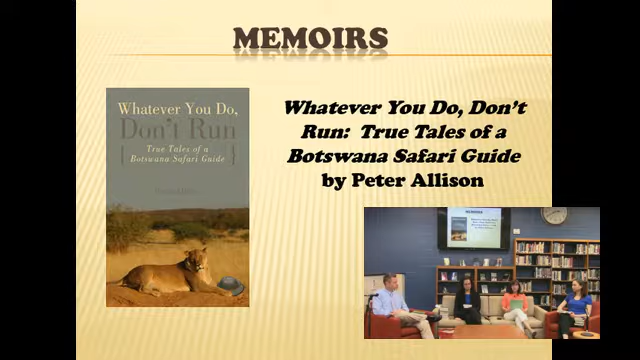 MEMOIRS
Whatever You Do,
Don't Run
True Tales of a
Botswana Safari Guide
Whatever You Do, Don't
Run: True Tales of a
Botswana Safari Guide
by Peter Allison
MEMOIRS